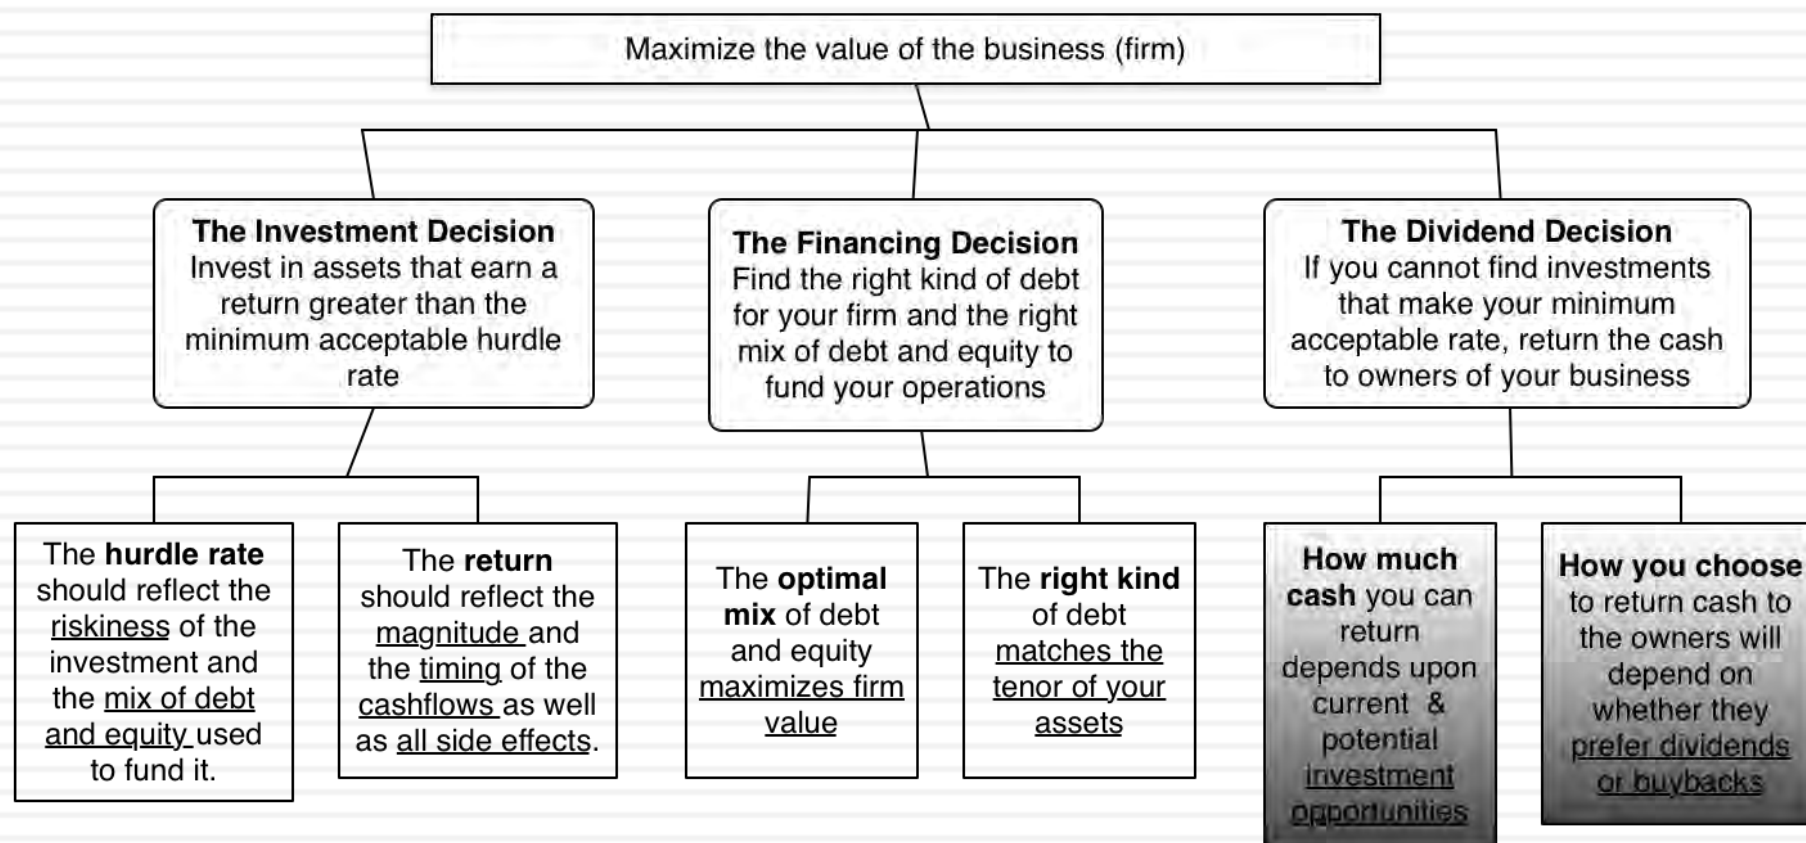 Maximize the value of the business (firm)
The Investment Decision
Invest in assets that earn a
return greater than the
minimum acceptable hurdle
rate
The Financing Decision
Find the right kind of debt
for your firm and the right
mix of debt and equity to
fund your operations
The Dividend Decision
If you cannot find investments
that make your minimum
acceptable rate, return the cash
to owners of your business
The hurdle rate
should reflect the
riskiness of the
investment and
the mix of debt
and equity used
to fund it.
The return
should reflect the
magnitude and
the timing of the
cashflows as well
as all side effects.
The optimal
mix of debt
and equity
maximizes firm
value
The right kind
of debt
matches the
tenor of your
assets
How much
cash you can
return
depends upon
current &
potential
investment
opportunities
How you choose
to return cash to
the owners will
depend on
whether they
prefer dividends
or buybacks